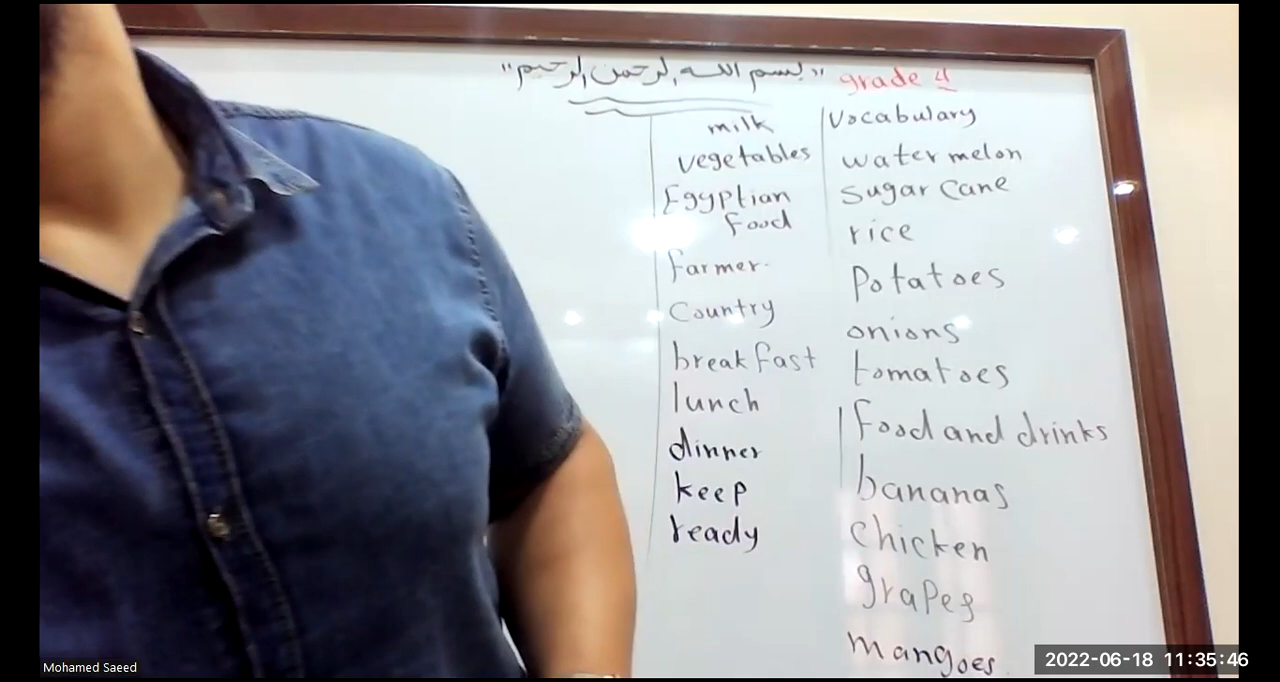 "بسم الله الرحمن الرحيم"
grade 4
Vocabulary
water melon
Sugar Cane
rice
Potatoes
onions
tomatoes
Food and drinks
bananas
Chicken
grapes
mangoes
milk
vegetables
Egyptian
food
farmer
Country
breakfast
lunch
dinner
keep
ready
Mohamed Saeed
2022-06-18 11:35:46